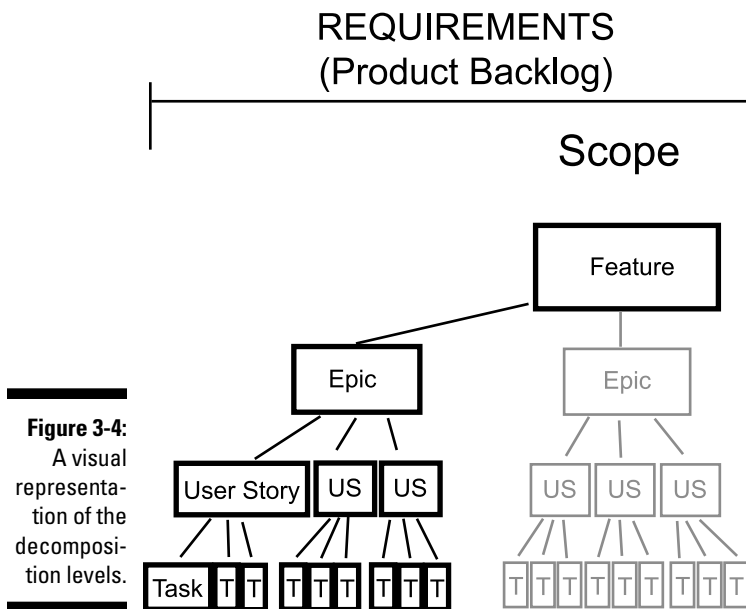 REQUIREMENTS
(Product Backlog)
Scope
Feature
Epic
Epic
User Story US US
US US US
Task T T T T T T T T
T T T T T T T T T
Figure 3-4:
A visual
representa-
tion of the
decomposi-
tion levels.